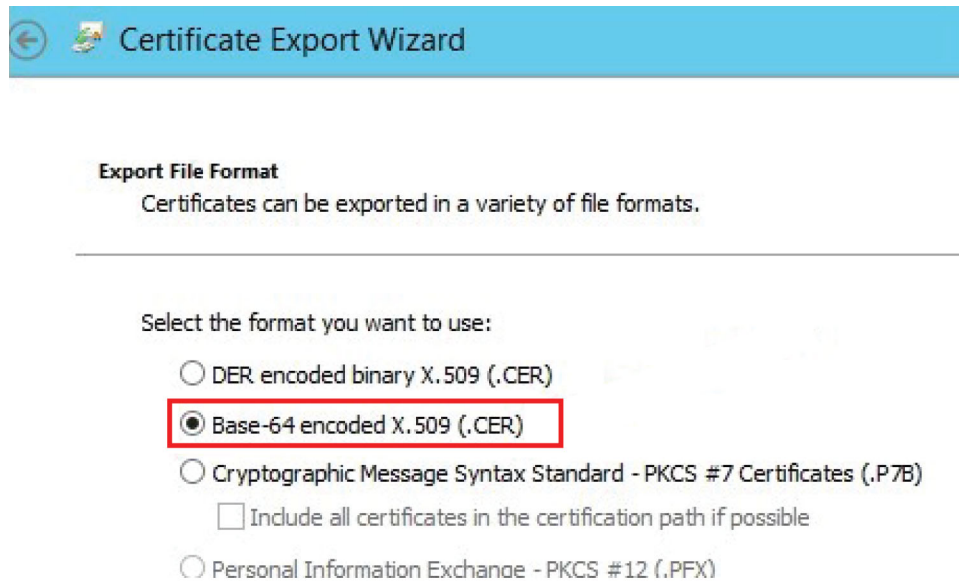 Certificate Export Wizard
Export File Format
Certificates can be exported in a variety of file formats.
Select the format you want to use:
DER encoded binary X.509 (.CER)
Base-64 encoded X.509 (.CER)
Cryptographic Message Syntax Standard - PKCS #7 Certificates (.P7B)
Include all certificates in the certification path if possible
Personal Information Exchange - PKCS #12 (.PFX)